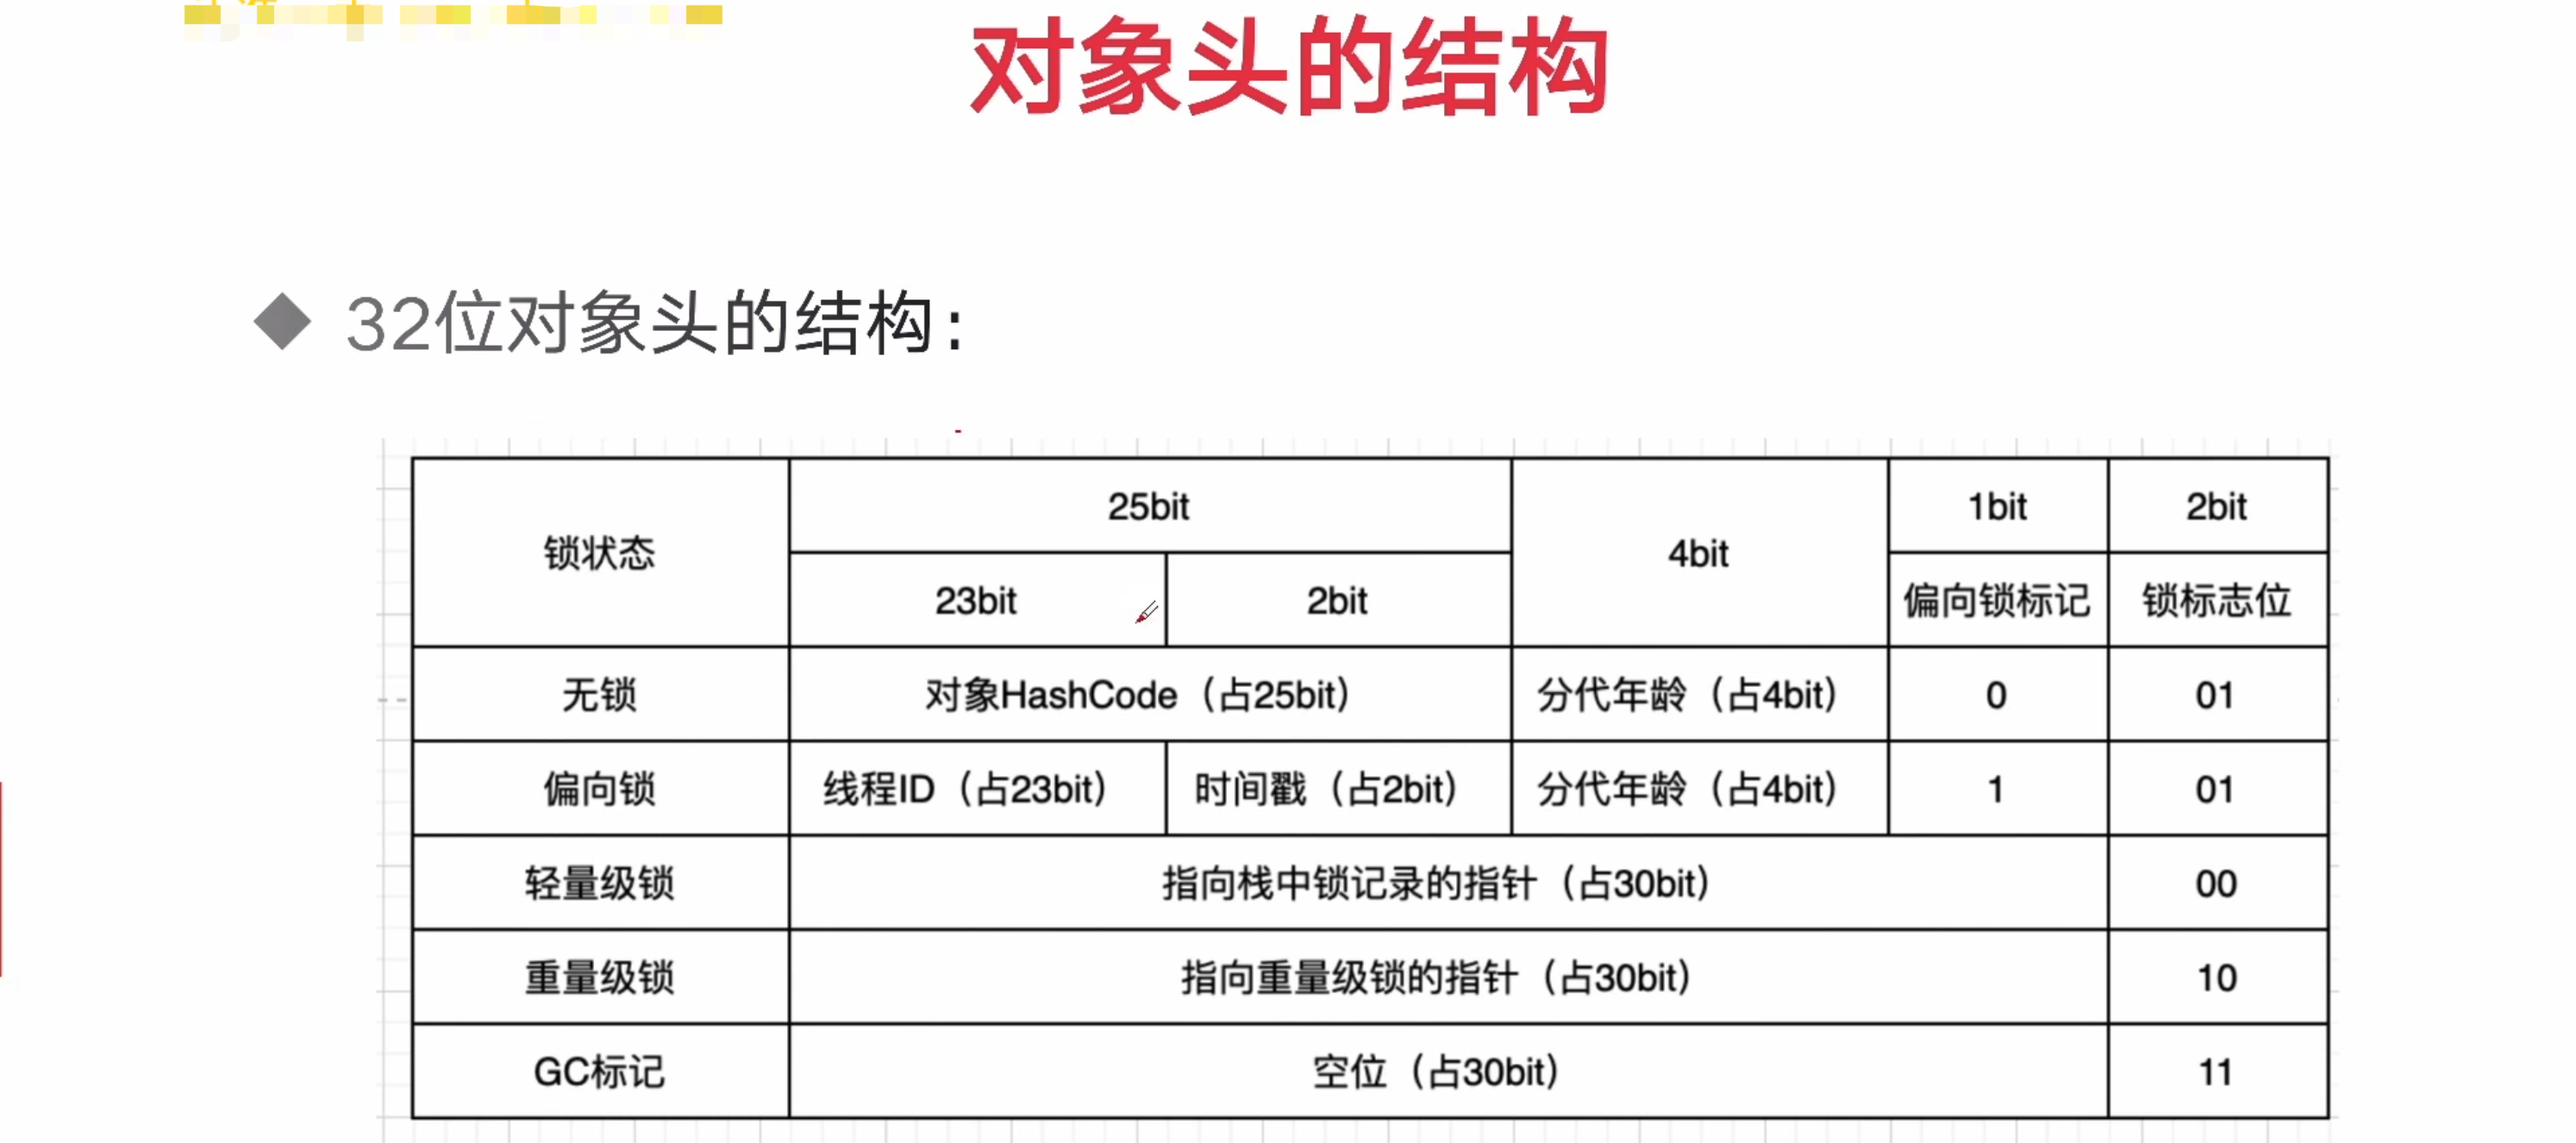 对象头的结构
32位对象头的结构：
锁状态 25bit 4bit 1bit 2bit
23bit 2bit 偏向锁标记 锁标志位
无锁 对象HashCode（占25bit） 分代年龄（占4bit） 0 01
偏向锁 线程ID（占23bit） 时间戳（占2bit） 分代年龄（占4bit） 1 01
轻量级锁 指向栈中锁记录的指针（占30bit） 00
重量级锁 指向重量级锁的指针（占30bit） 10
GC标记 空位（占30bit） 11